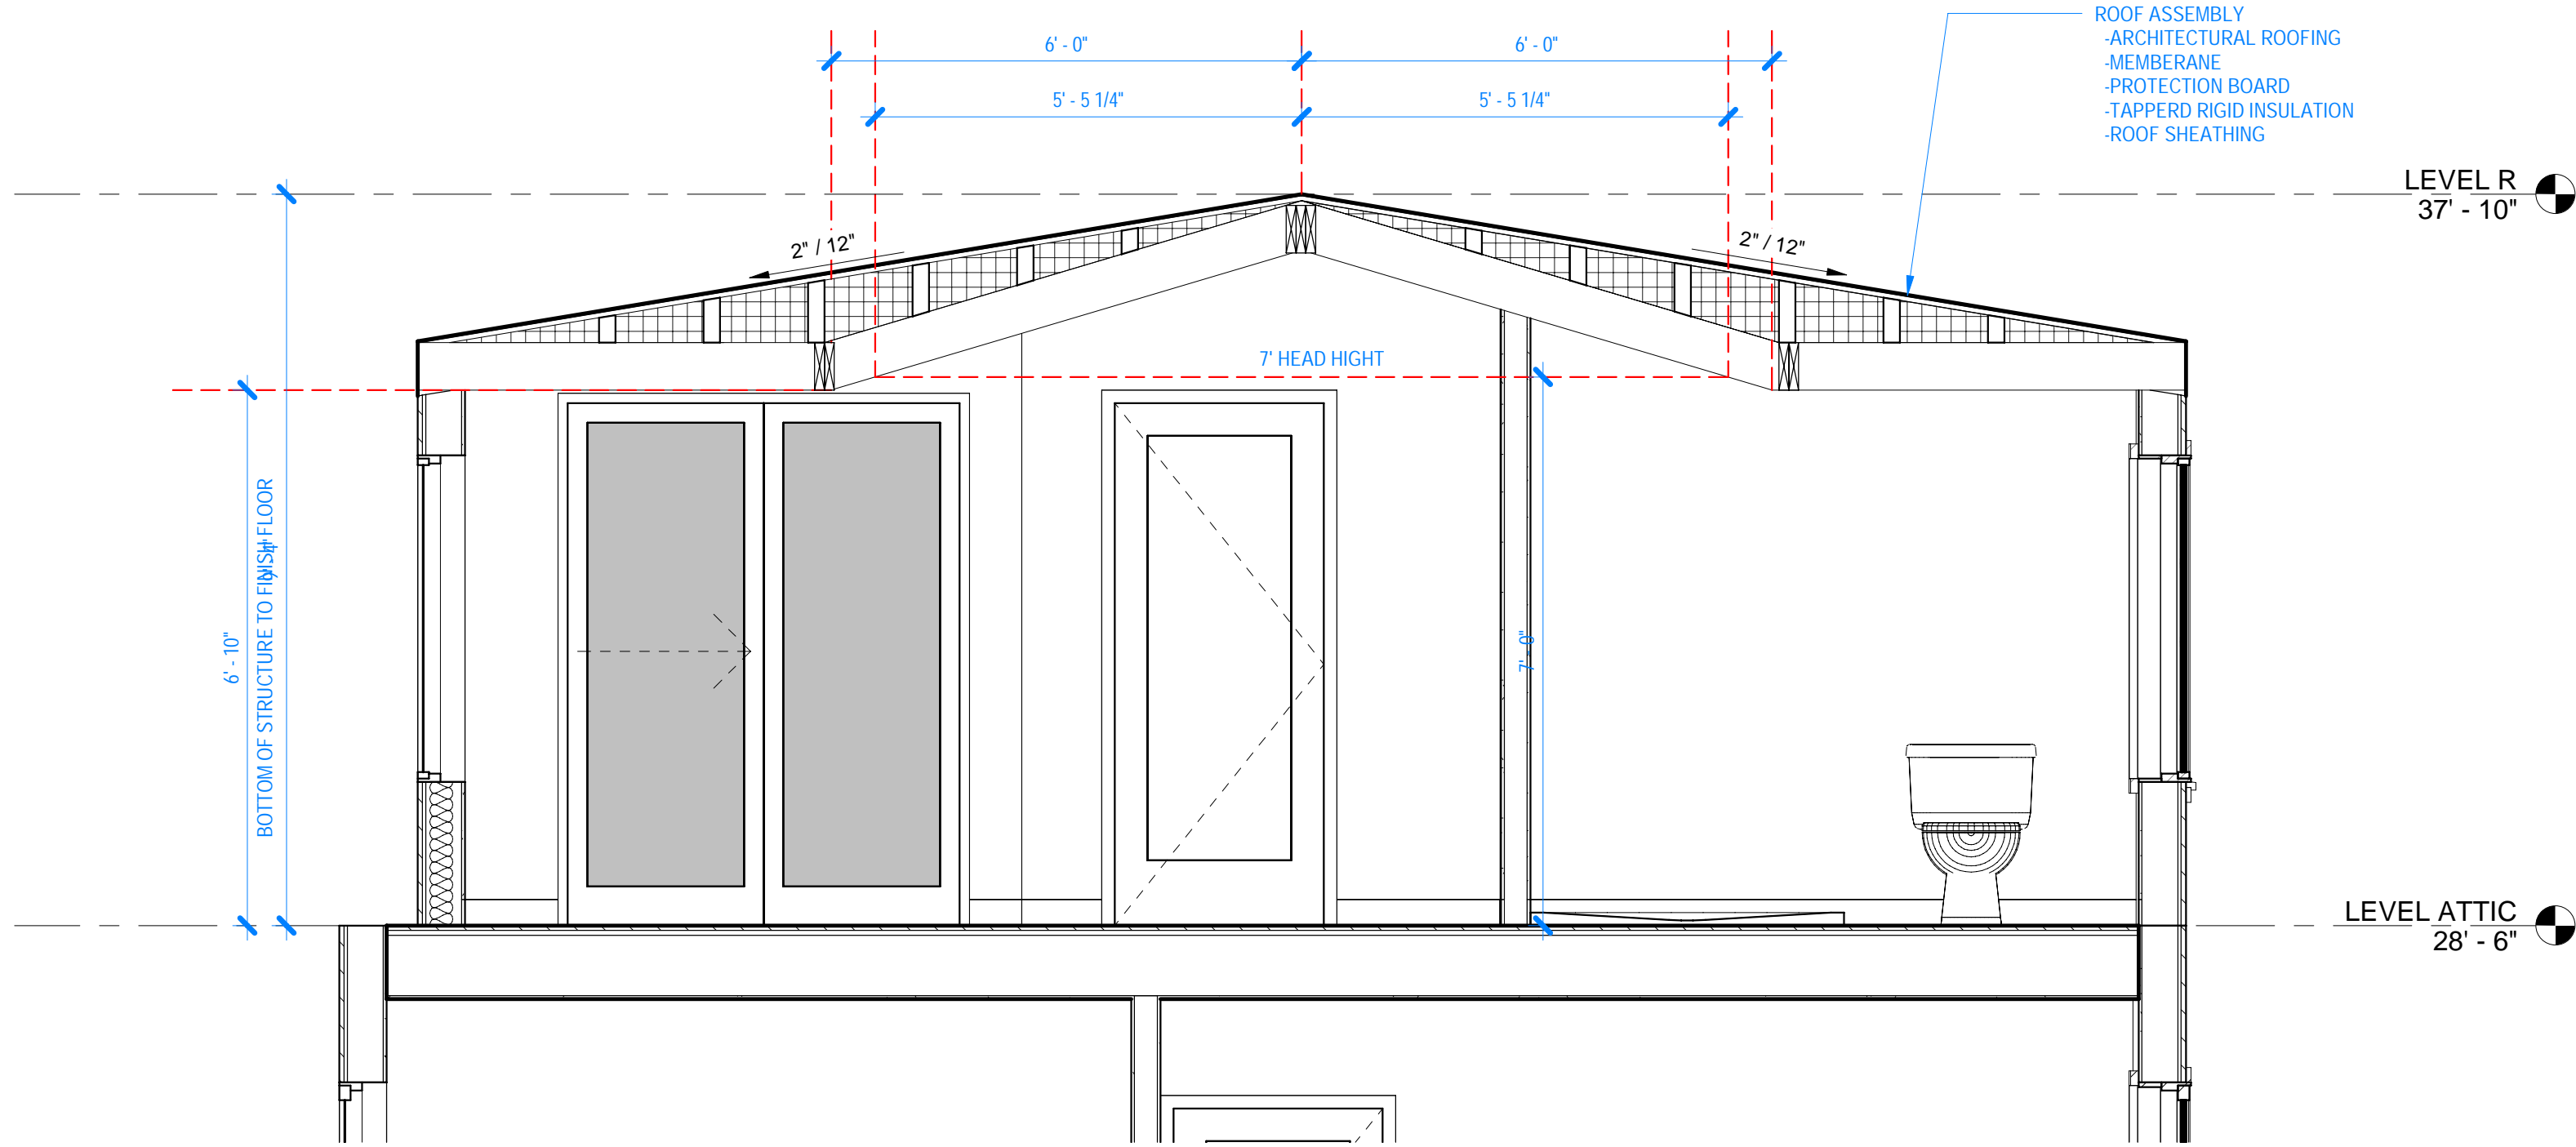 ROOF ASSEMBLY
-ARCHITECTURAL ROOFING
-MEMBERANE
-PROTECTION BOARD
-TAPPERD RIGID INSULATION
-ROOF SHEATHING
6' - 0"
6' - 0"
5' - 5 1/4"
5' - 5 1/4"
LEVEL R
37' - 10"
2" / 12"
2" / 12"
7' HEAD HIGHT
6' - 10"
BOTTOM OF STRUCTURE TO FINISH FLOOR
7' - 0"
LEVEL ATTIC
28' - 6"